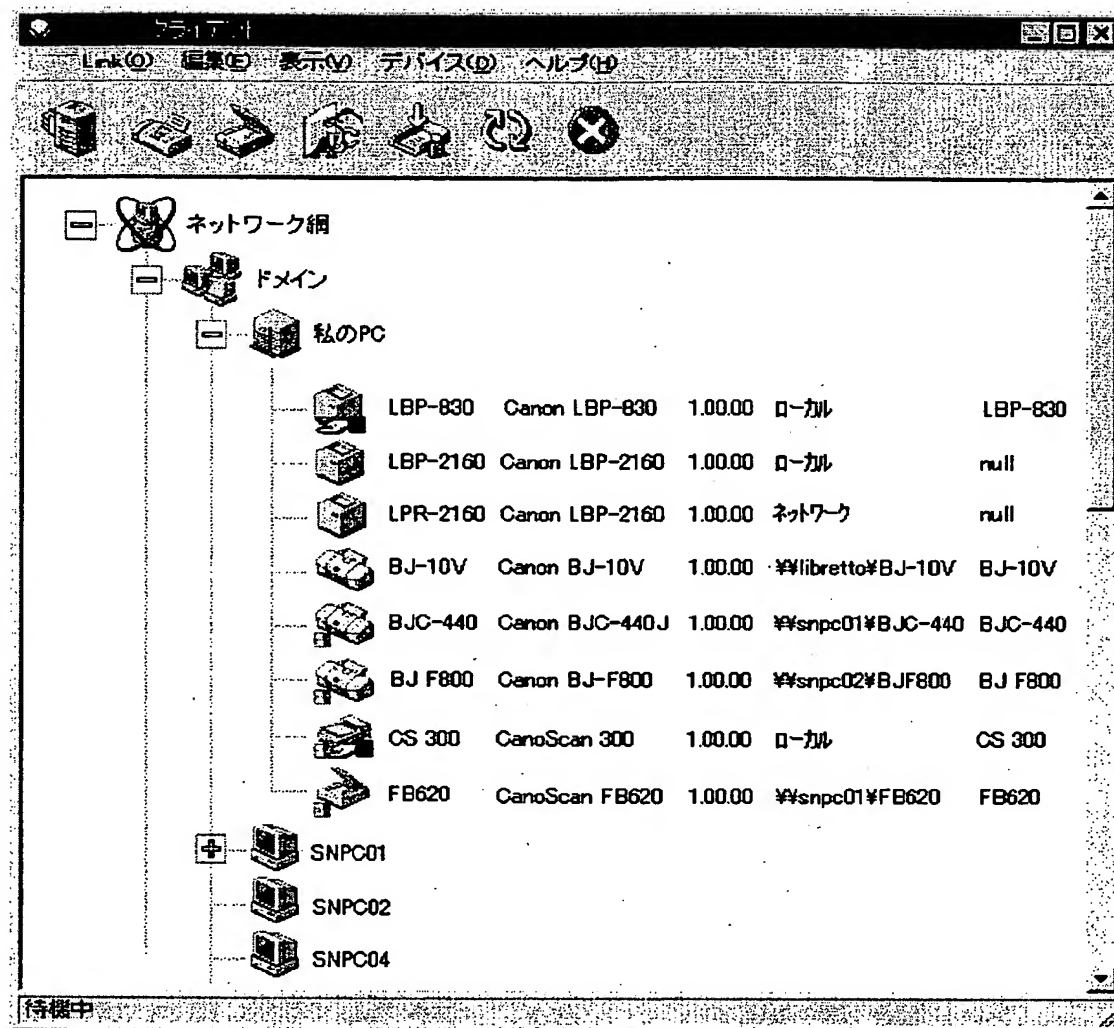 クライアント
Link(O) 編集(E) 表示(V) デバイス(D) ヘルプ(H)
ネットワーク網
ドメイン
私のPC
LBP-830 Canon LBP-830 1.00.00 ローカル LBP-830
LBP-2160 Canon LBP-2160 1.00.00 ローカル null
LPR-2160 Canon LBP-2160 1.00.00 ネットワーク null
BJ-10V Canon BJ-10V 1.00.00 ¥¥libretto¥BJ-10V BJ-10V
BJC-440 Canon BJC-440J 1.00.00 ¥¥snpc01¥BJC-440 BJC-440
BJ F800 Canon BJ-F800 1.00.00 ¥¥snpc02¥BJF800 BJ F800
CS 300 CanoScan 300 1.00.00 ローカル CS 300
FB620 CanoScan FB620 1.00.00 ¥¥snpc01¥FB620 FB620
SNPC01
SNPC02
SNPC04
待機中